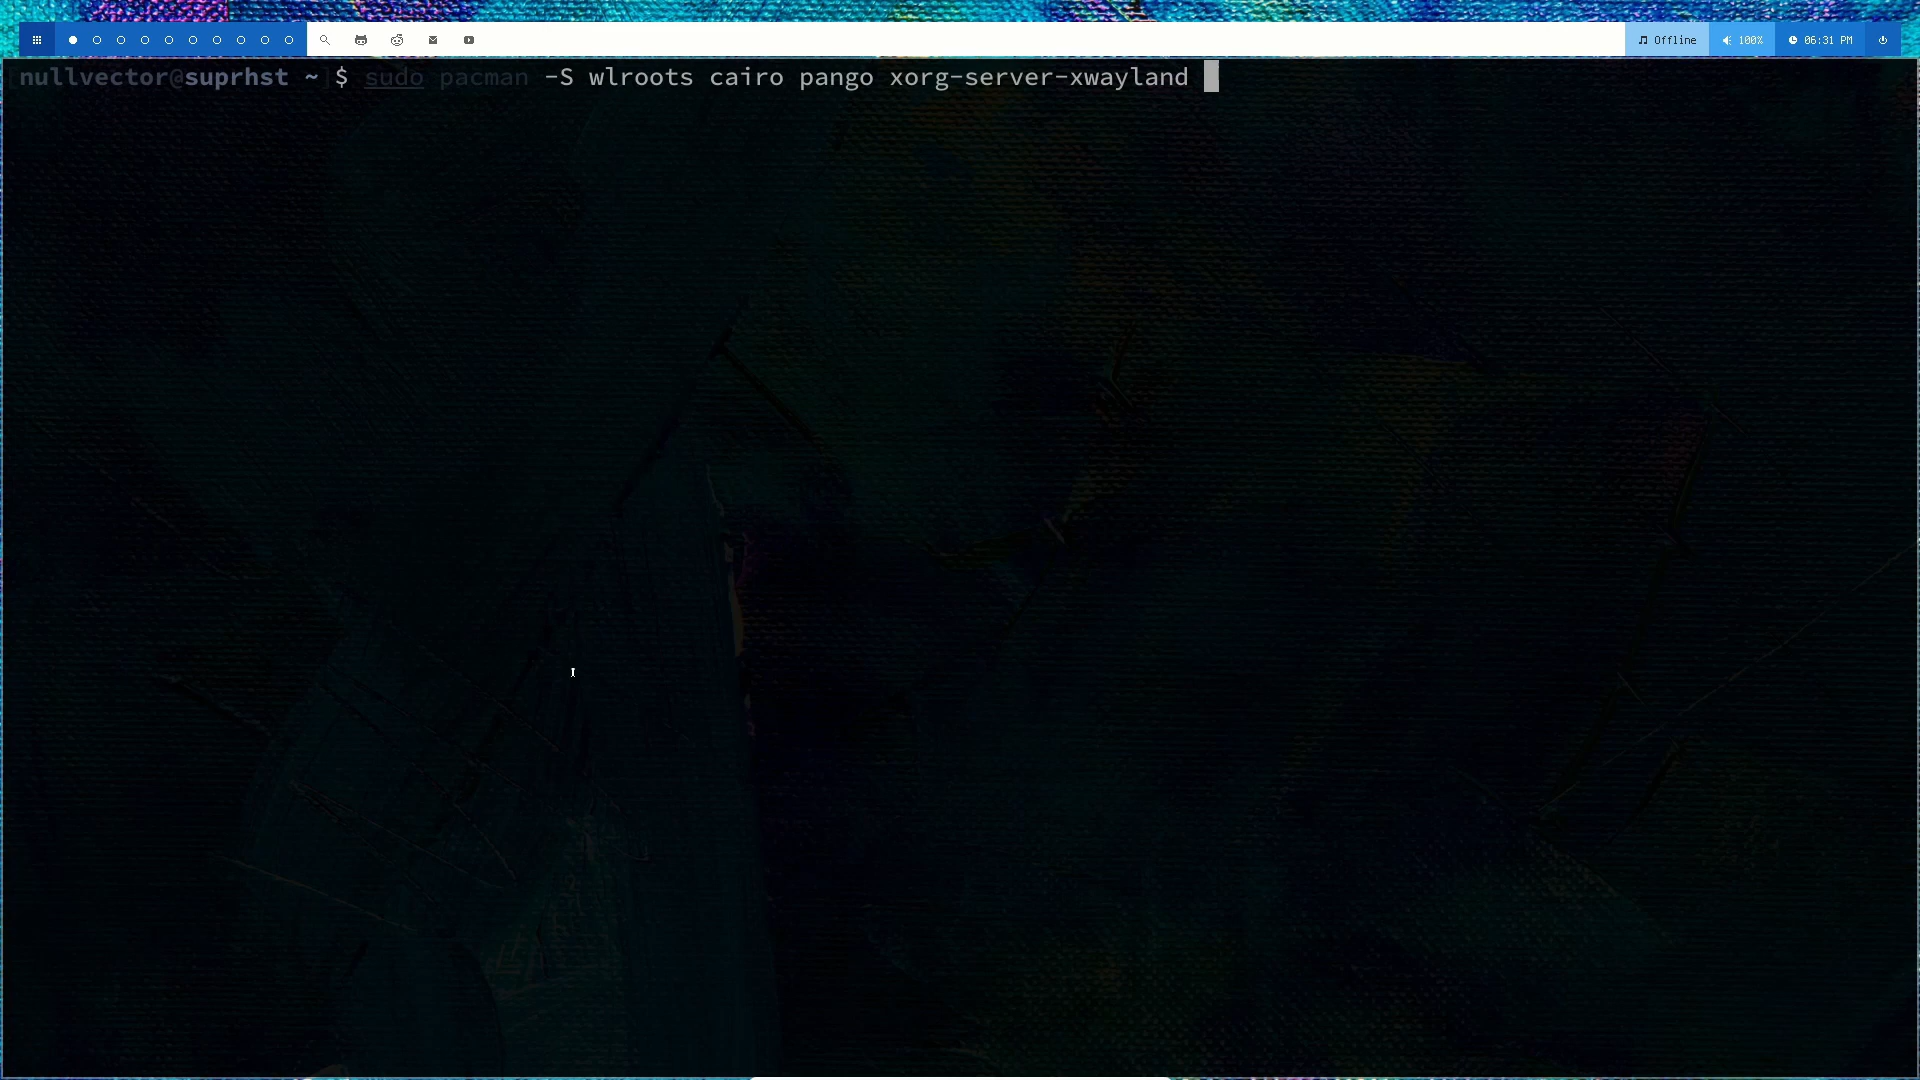 Offline 100% 06:31 PM
[nullvector@suprhst ~]$ sudo pacman -S wlroots cairo pango xorg-server-xwayland